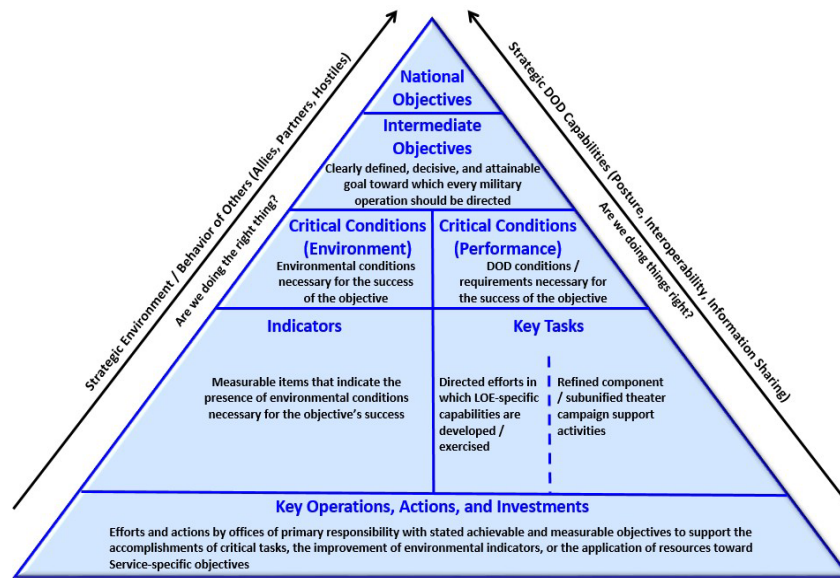 National
Objectives
Intermediate
Objectives
Clearly defined, decisive, and attainable
goal toward which every military
operation should be directed
Critical Conditions
(Environment)
Environmental conditions
necessary for the success
of the objective
Critical Conditions
(Performance)
DOD conditions /
requirements necessary for
the success of the objective
Indicators
Measurable items that indicate the
presence of environmental conditions
necessary for the objective's success
Key Tasks
Directed efforts in
which LOE-specific
capabilities are
developed /
exercised
Refined component
/ subunified theater
campaign support
activities
Key Operations, Actions, and Investments
Efforts and actions by offices of primary responsibility with stated achievable and measurable objectives to support the
accomplishments of critical tasks, the improvement of environmental indicators, or the application of resources toward
Service-specific objectives
Strategic Environment / Behavior of Others (Allies, Partners, Hostiles)
Are we doing the right thing?
Strategic DOD Capabilities (Posture, Interoperability, Information Sharing)
Are we doing things right?